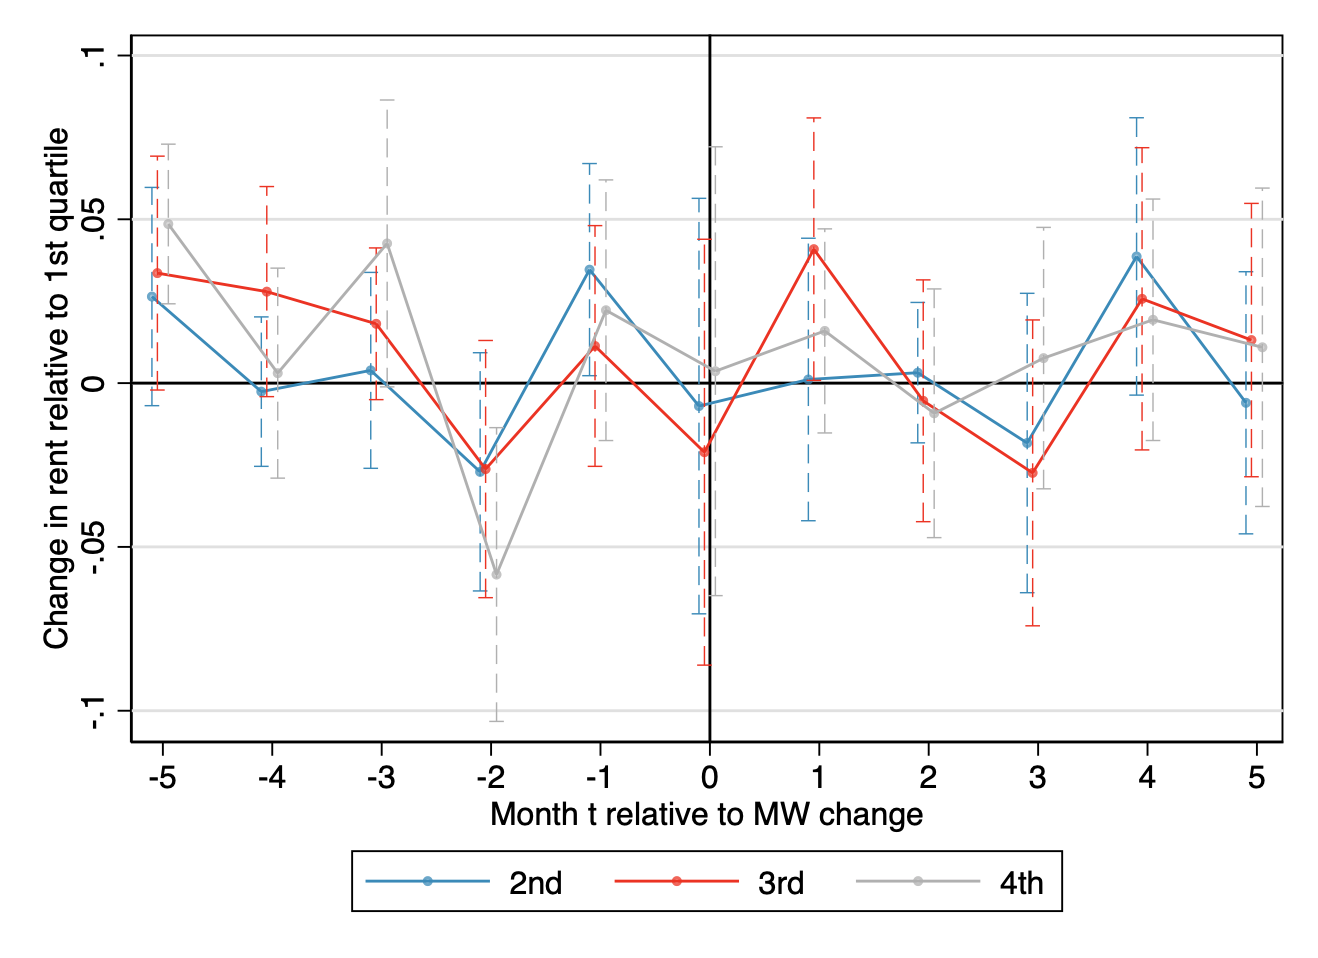 Change in rent relative to 1st quartile
.1
.05
0
-.05
-.1
-5 -4 -3 -2 -1 0 1 2 3 4 5
Month t relative to MW change
2nd 3rd 4th